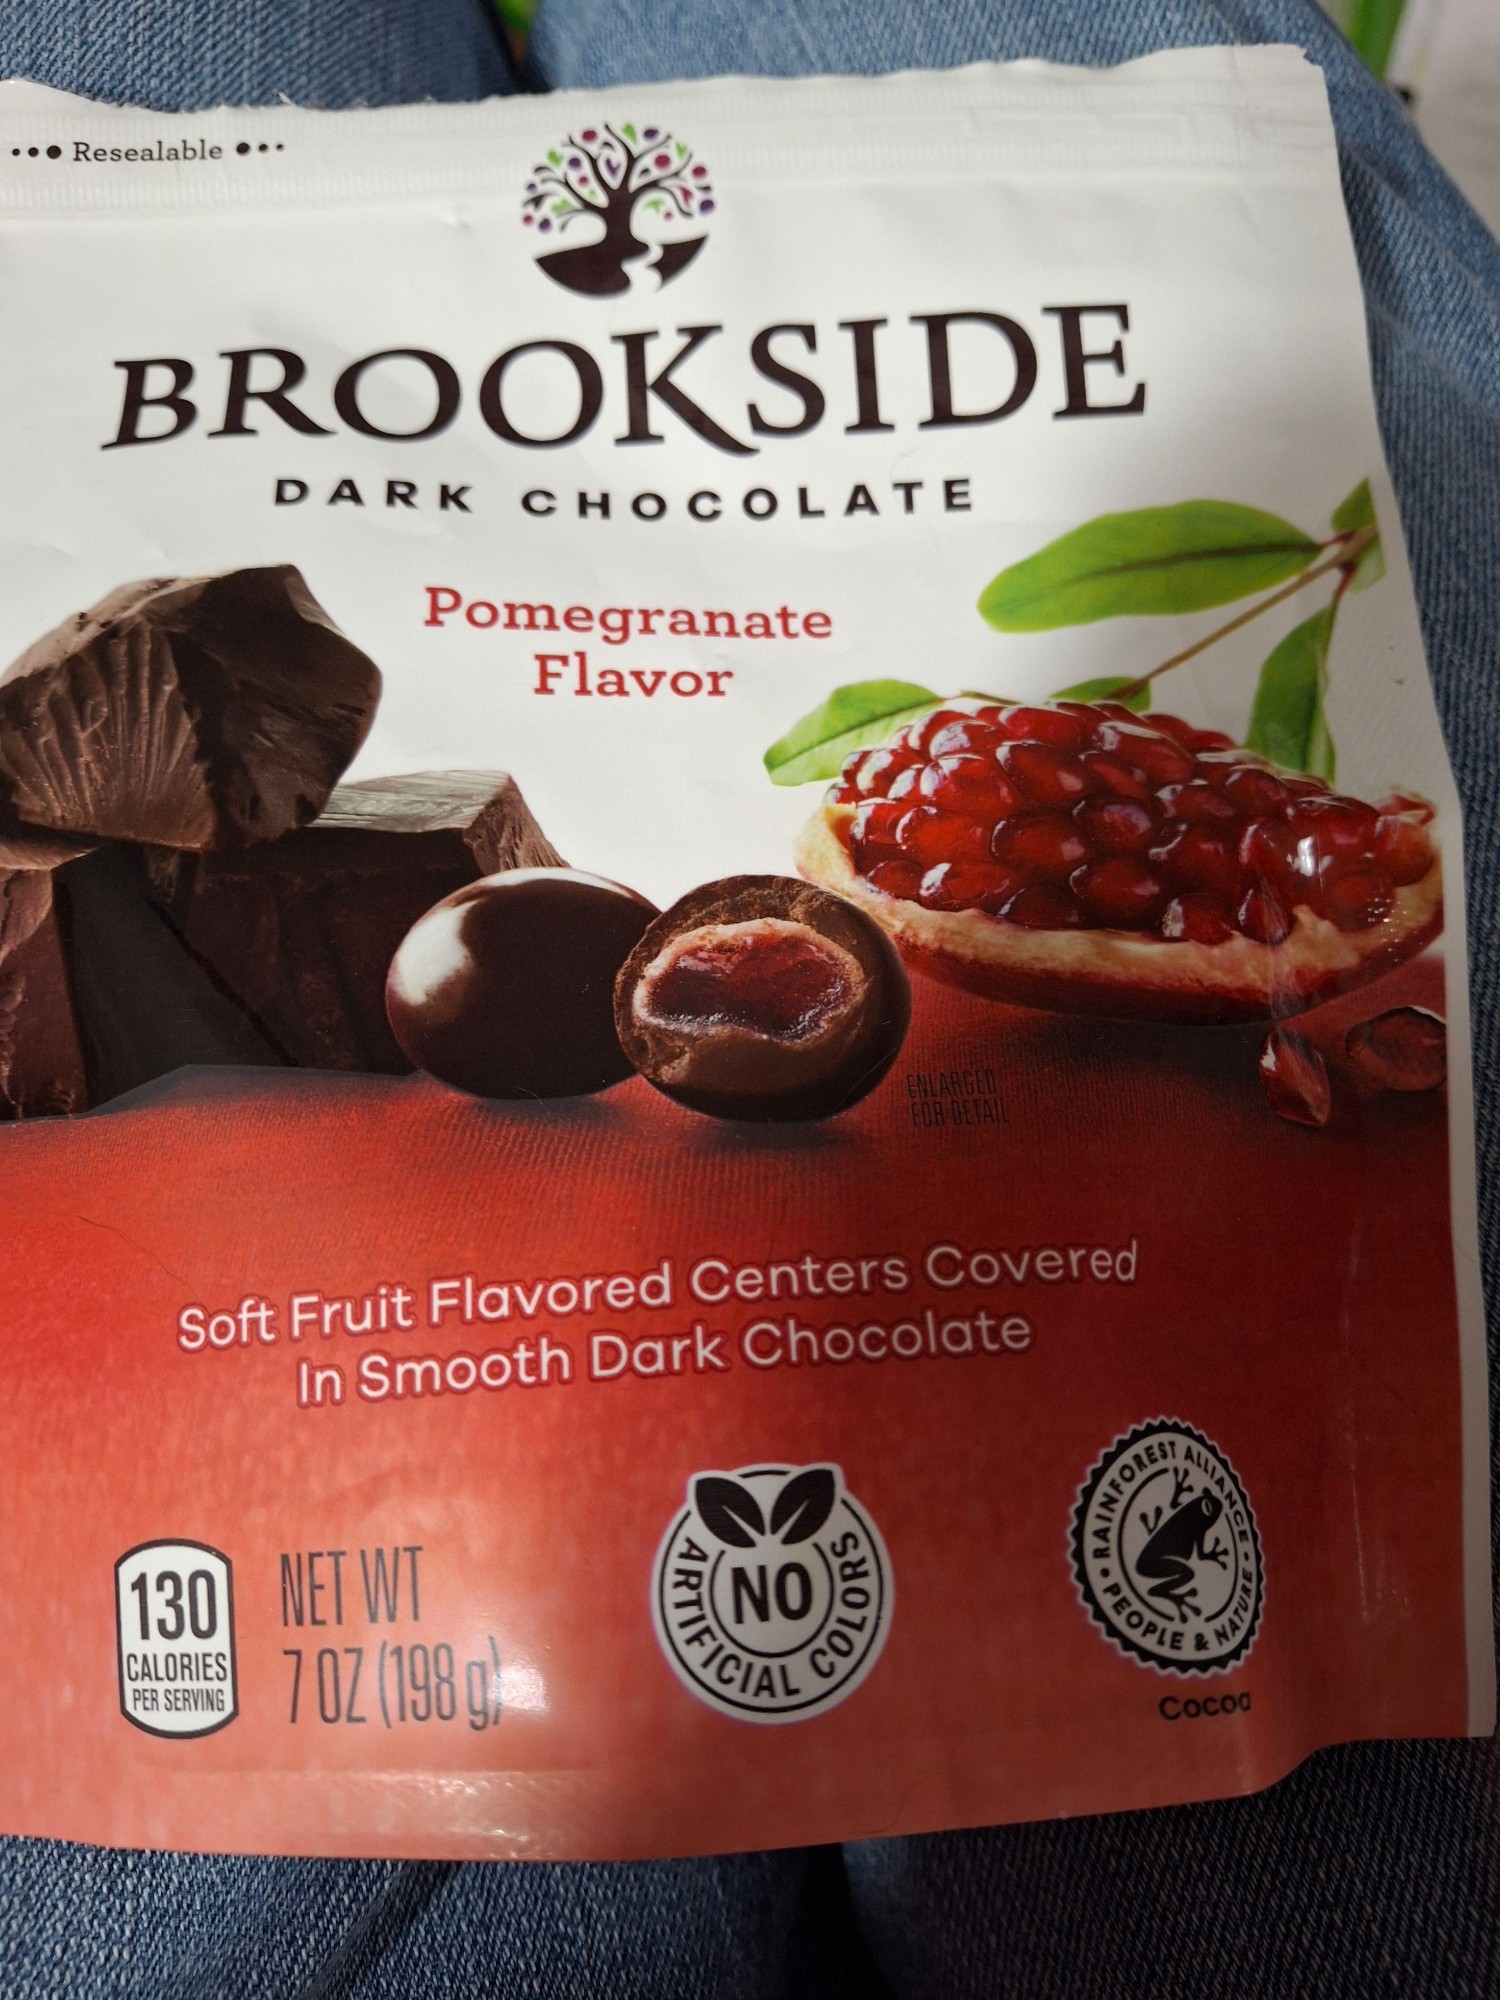 ••• Resealable •••
BROOKSIDE
DARK CHOCOLATE
Pomegranate
Flavor
ENLARGED
FOR DETAIL
Soft Fruit Flavored Centers Covered
In Smooth Dark Chocolate
130
CALORIES
PER SERVING
NET WT
7 OZ (198 g)
NO
ARTIFICIAL COLORS
RAINFOREST ALLIANCE
• PEOPLE & NATURE •
Cocoa